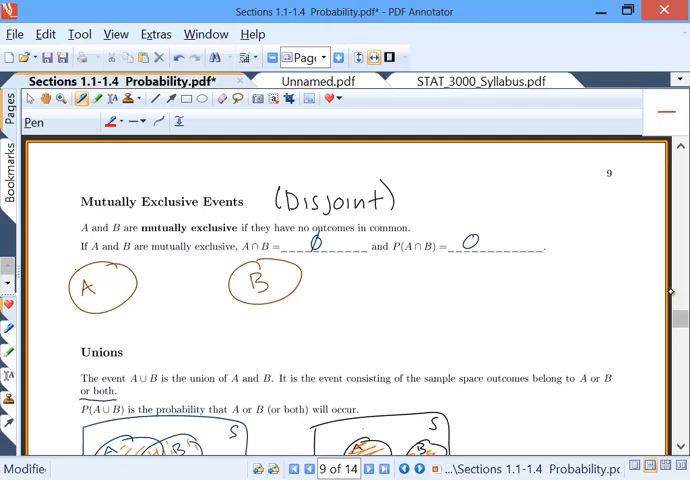 Sections 1.1-1.4 Probability.pdf* - PDF Annotator
File Edit Tool View Extras Window Help
Page
Sections 1.1-1.4 Probability.pdf* Unnamed.pdf STAT_3000_Syllabus.pdf
Pen
Pages
Bookmarks
9
Mutually Exclusive Events (Disjoint)
A and B are mutually exclusive if they have no outcomes in common.
If A and B are mutually exclusive, A ∩ B = ∅ and P(A ∩ B) = 0.
A B
Unions
The event A ∪ B is the union of A and B. It is the event consisting of the sample space outcomes belong to A or B
or both.
P(A ∪ B) is the probability that A or B (or both) will occur.
S S
A B A B
Modifie 9 of 14 ...\Sections 1.1-1.4 Probability.pdf